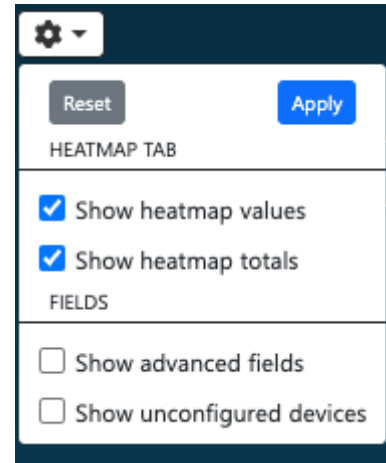 Reset
Apply
HEATMAP TAB
Show heatmap values
Show heatmap totals
FIELDS
Show advanced fields
Show unconfigured devices